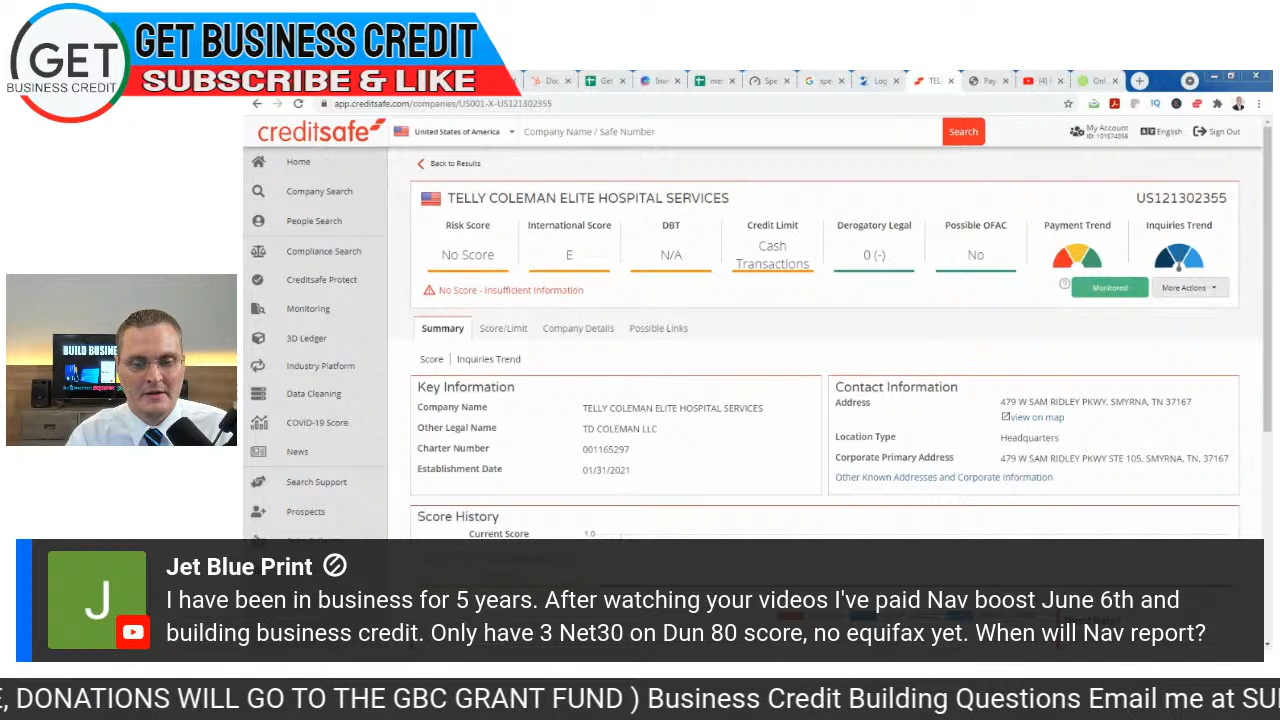 GET
BUSINESS CREDIT
GET BUSINESS CREDIT
SUBSCRIBE & LIKE
app.creditsafe.com/companies/US001-X-US121302355
creditsafe
United States of America
Company Name / Safe Number
Search
My Account
ID: 101574356
English
Sign Out
Home
Company Search
People Search
Compliance Search
Creditsafe Protect
Monitoring
3D Ledger
Industry Platform
Data Cleaning
COVID-19 Score
News
Search Support
Prospects
Back to Results
TELLY COLEMAN ELITE HOSPITAL SERVICES
US121302355
Risk Score
International Score
DBT
Credit Limit
Derogatory Legal
Possible OFAC
Payment Trend
Inquiries Trend
No Score
E
N/A
Cash
Transactions
0 (-)
No
No Score - Insufficient Information
Monitored
More Actions
Summary
Score/Limit
Company Details
Possible Links
Score
Inquiries Trend
Key Information
Company Name
TELLY COLEMAN ELITE HOSPITAL SERVICES
Other Legal Name
TD COLEMAN LLC
Charter Number
001165297
Establishment Date
01/31/2021
Contact Information
Address
479 W SAM RIDLEY PKWY, SMYRNA, TN 37167
view on map
Location Type
Headquarters
Corporate Primary Address
479 W SAM RIDLEY PKWY STE 105, SMYRNA, TN, 37167
Other Known Addresses and Corporate Information
Score History
Current Score
1.0
BUILD BUSINE
J
Jet Blue Print
I have been in business for 5 years. After watching your videos I've paid Nav boost June 6th and
building business credit. Only have 3 Net30 on Dun 80 score, no equifax yet. When will Nav report?
E, DONATIONS WILL GO TO THE GBC GRANT FUND ) Business Credit Building Questions Email me at SU